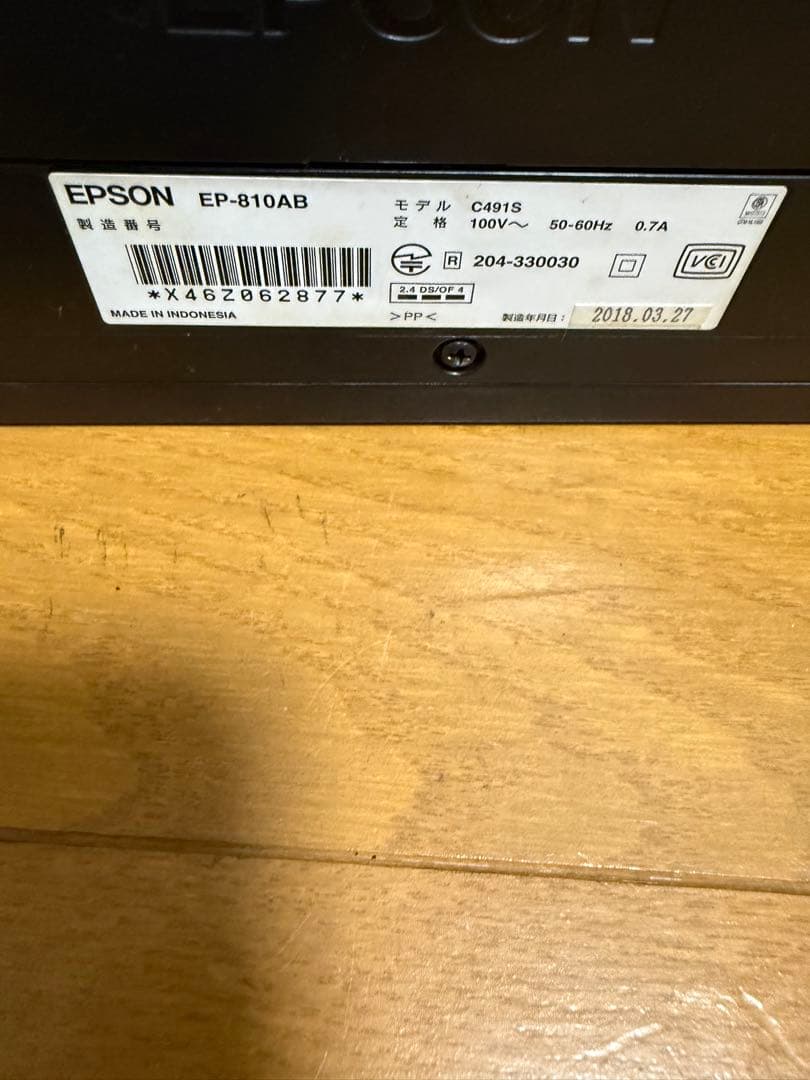 EPSON
EPSON EP-810AB
製造番号
*X46Z062877*
MADE IN INDONESIA
モデル C491S
定格 100V～ 50-60Hz 0.7A
R 204-330030
VCI
2.4 DS/OF 4
>PP<
製造年月日： 2018.03.27